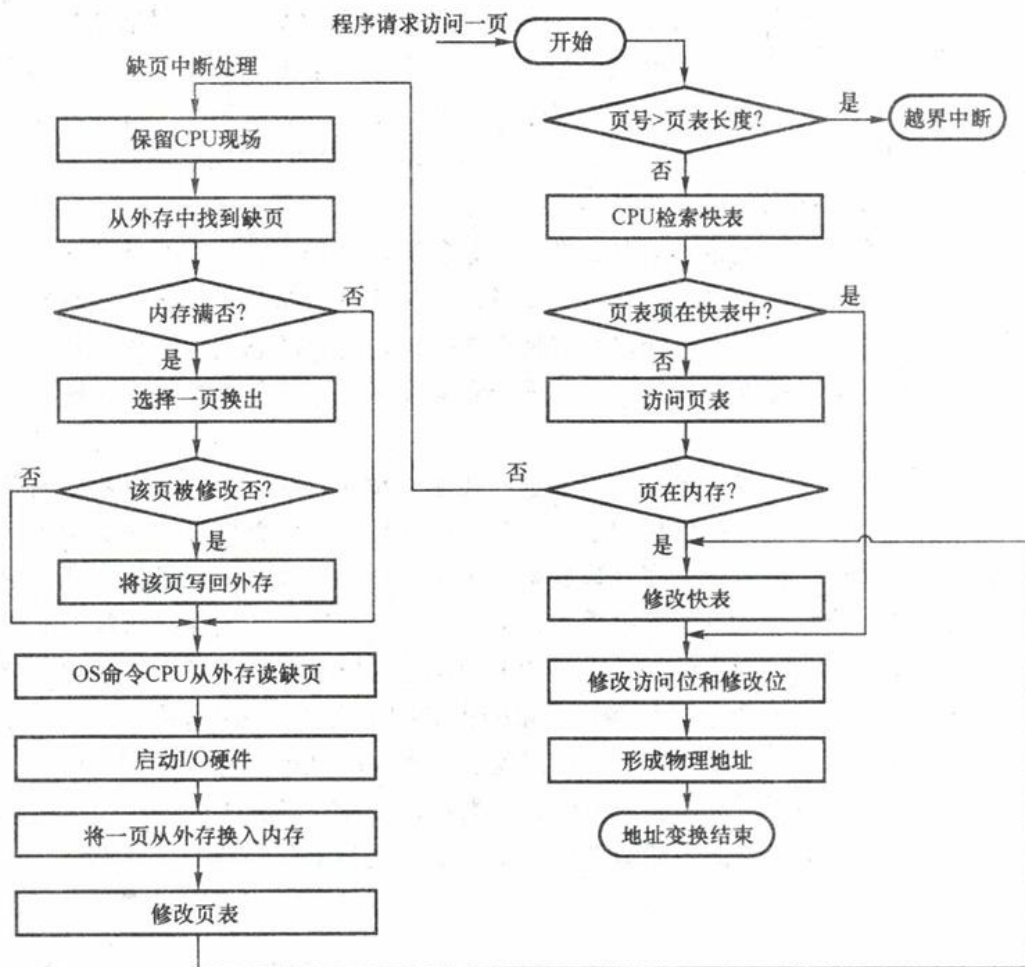 程序请求访问一页
开始
缺页中断处理
页号>页表长度?
是
越界中断
保留CPU现场
否
从外存中找到缺页
CPU检索快表
内存满否?
否
页表项在快表中?
是
是
否
选择一页换出
访问页表
否
该页被修改否?
否
页在内存?
是
是
将该页写回外存
修改快表
OS命令CPU从外存读缺页
修改访问位和修改位
启动I/O硬件
形成物理地址
将一页从外存换入内存
地址变换结束
修改页表